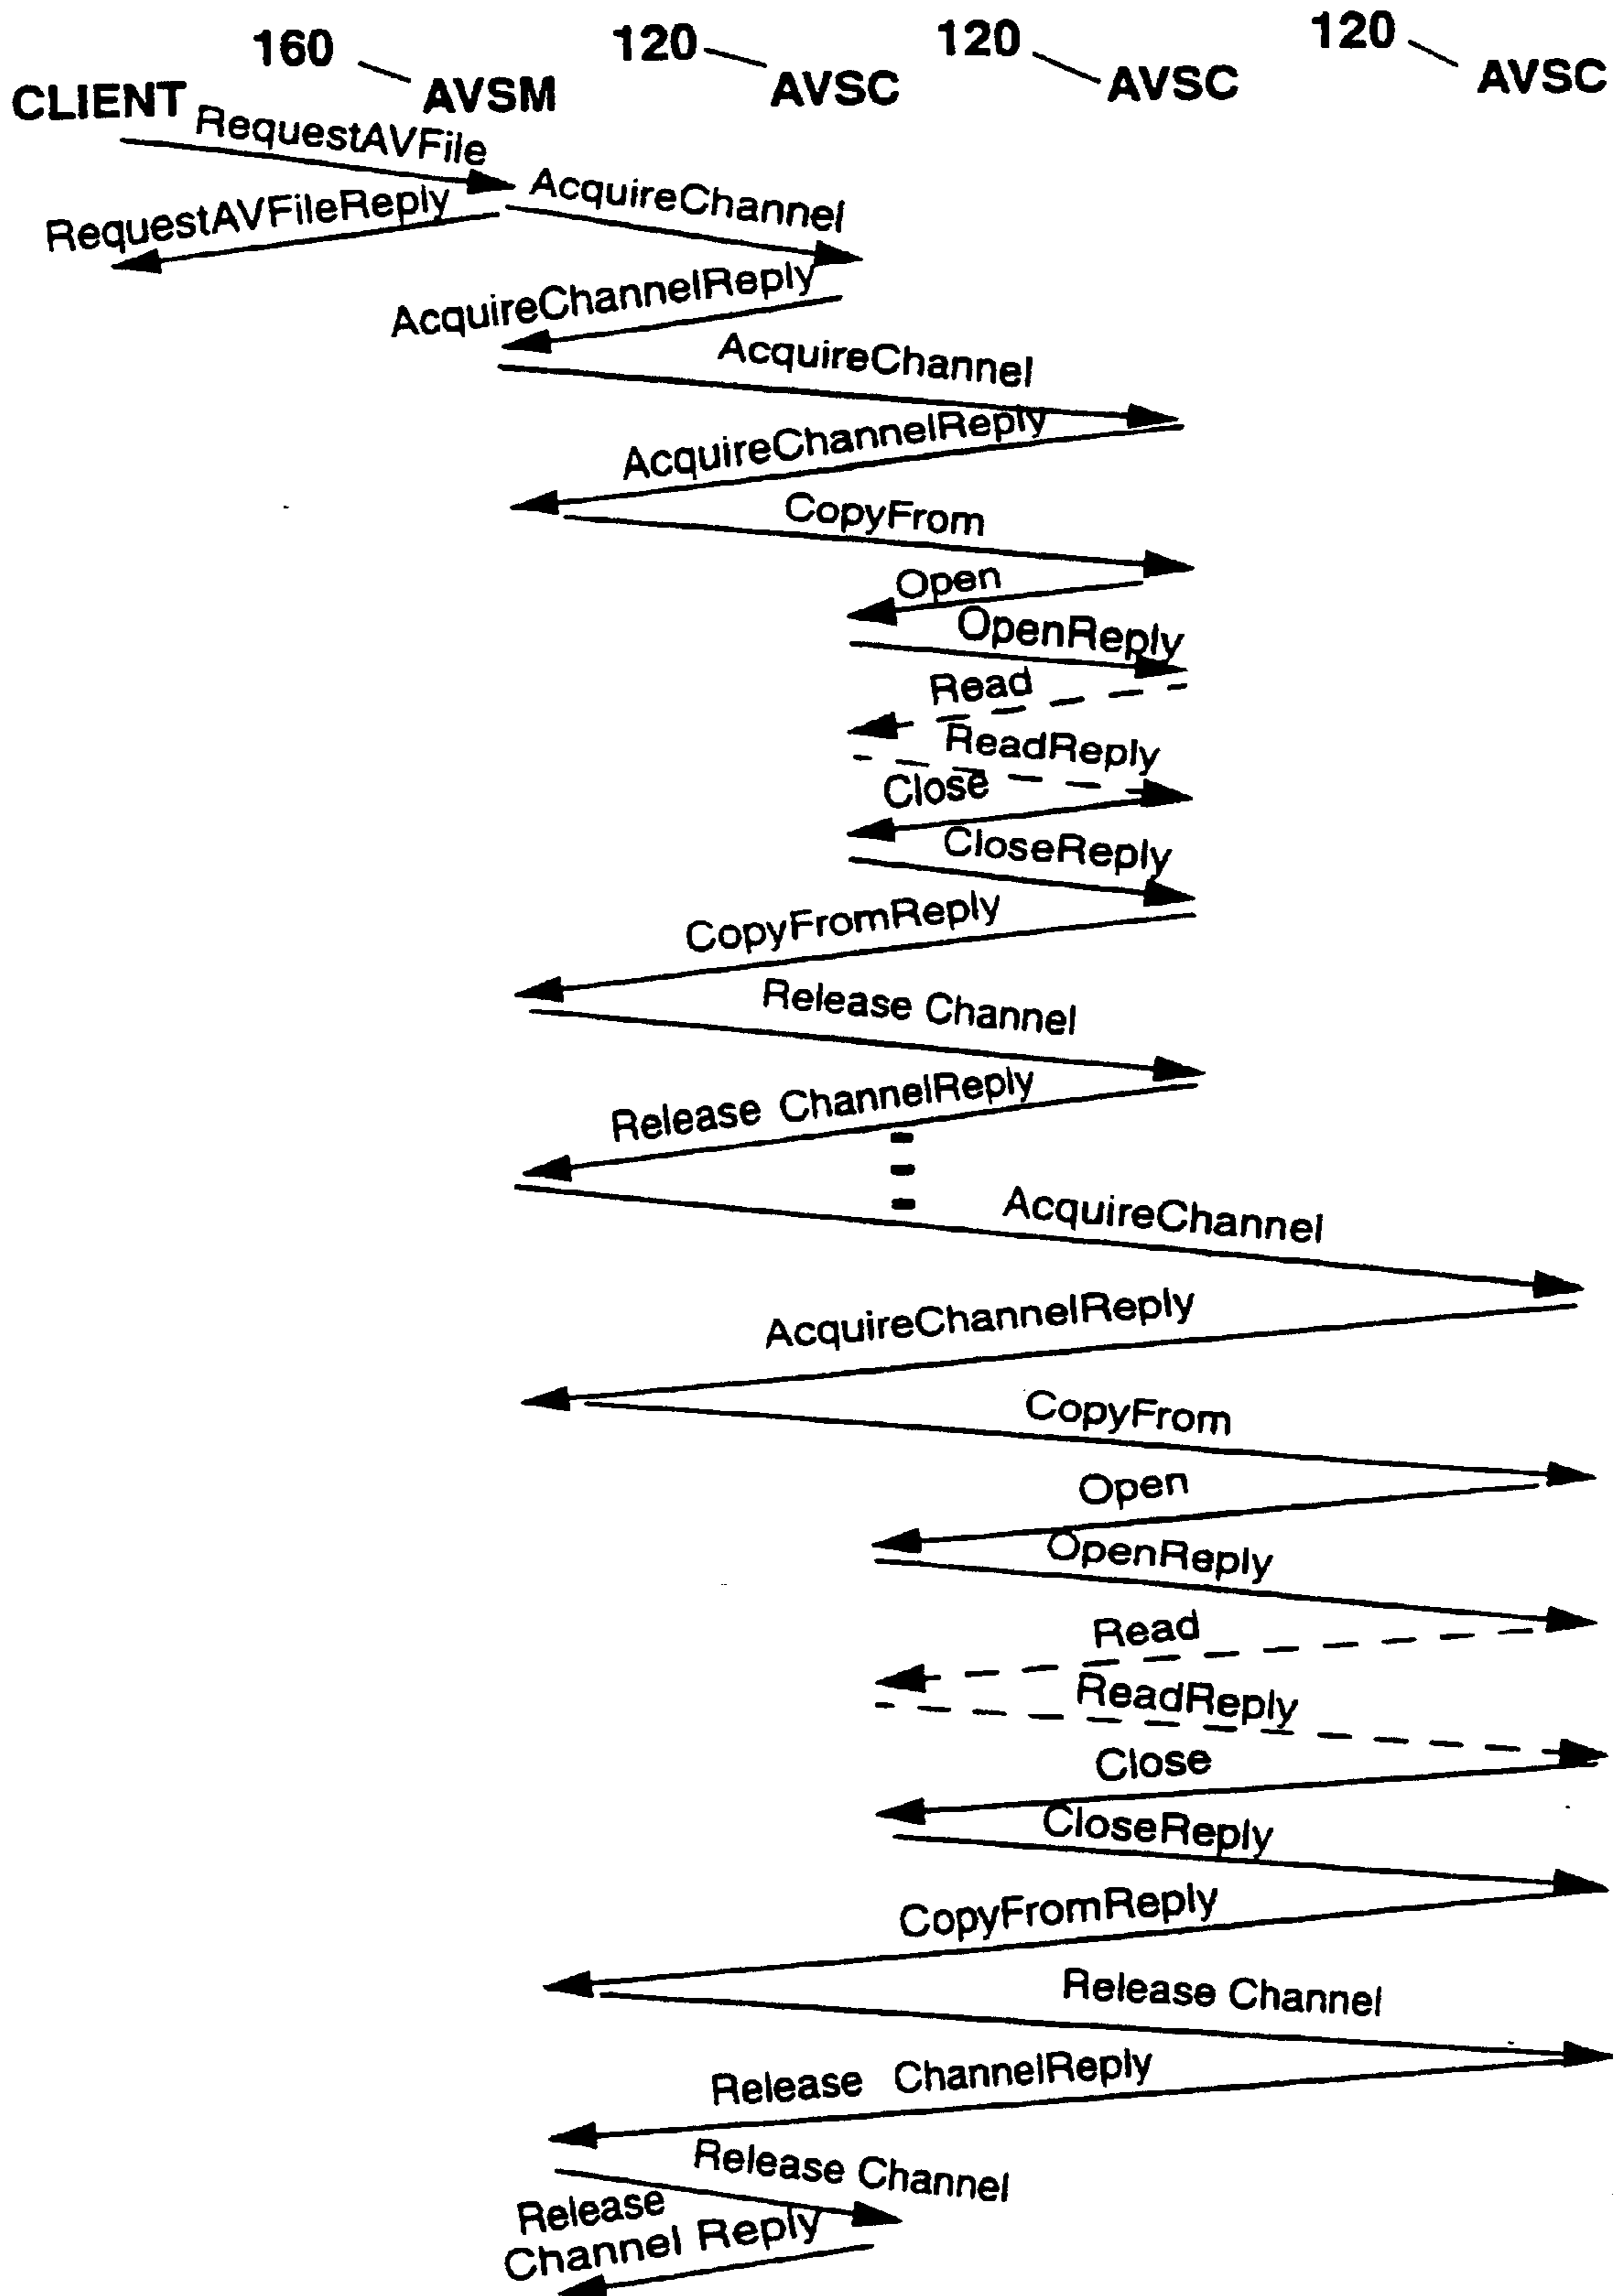 160 120 120 120
CLIENT AVSM AVSC AVSC AVSC
RequestAVFile
AcquireChannel
RequestAVFileReply
AcquireChannelReply
AcquireChannel
AcquireChannelReply
CopyFrom
Open
OpenReply
Read
ReadReply
Close
CloseReply
CopyFromReply
Release Channel
Release ChannelReply
AcquireChannel
AcquireChannelReply
CopyFrom
Open
OpenReply
Read
ReadReply
Close
CloseReply
CopyFromReply
Release Channel
Release ChannelReply
Release Channel
Release
Channel Reply